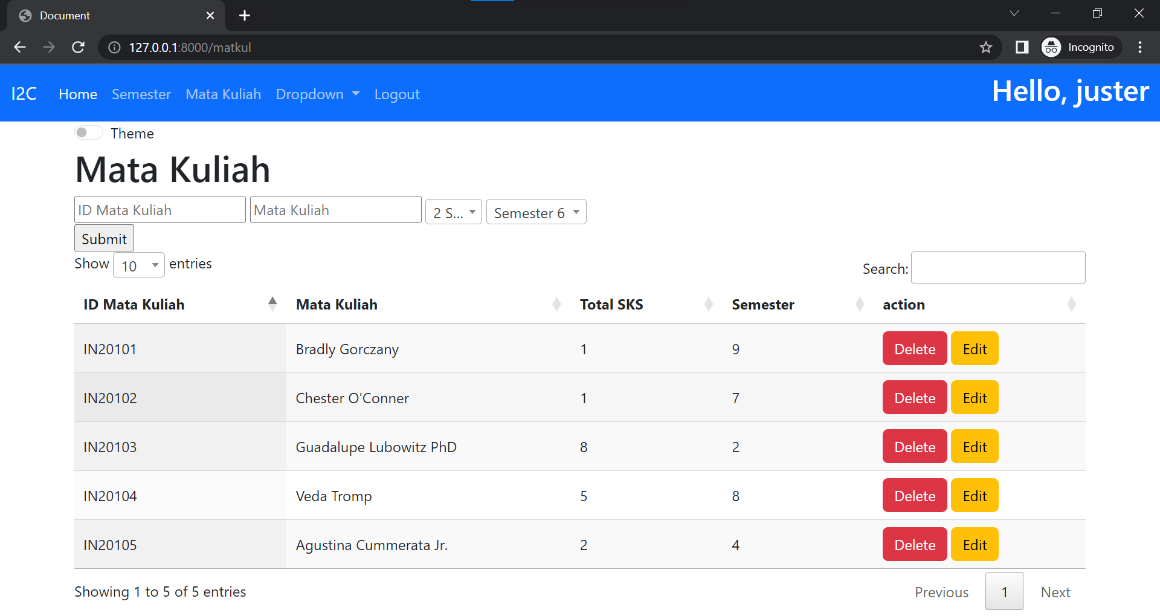 Document
127.0.0.1:8000/matkul
Incognito
I2C Home Semester Mata Kuliah Dropdown Logout Hello, juster
Theme
Mata Kuliah
ID Mata Kuliah Mata Kuliah 2 S... Semester 6
Submit
Show 10 entries Search:
ID Mata Kuliah Mata Kuliah Total SKS Semester action
IN20101 Bradly Gorczany 1 9 Delete Edit
IN20102 Chester O'Conner 1 7 Delete Edit
IN20103 Guadalupe Lubowitz PhD 8 2 Delete Edit
IN20104 Veda Tromp 5 8 Delete Edit
IN20105 Agustina Cummerata Jr. 2 4 Delete Edit
Showing 1 to 5 of 5 entries Previous 1 Next